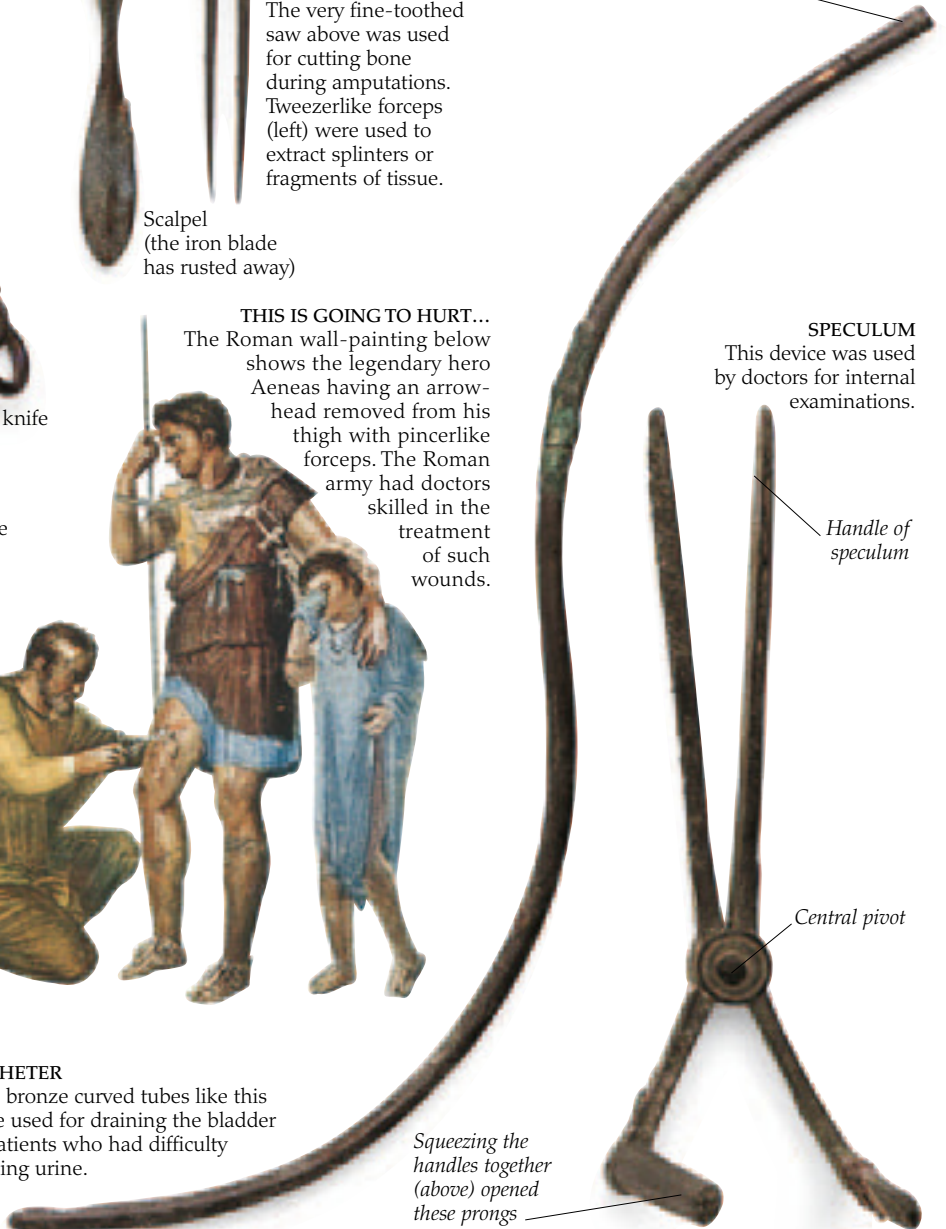 The very fine-toothed
saw above was used
for cutting bone
during amputations.
Tweezerlike forceps
(left) were used to
extract splinters or
fragments of tissue.
Scalpel
(the iron blade
has rusted away)
knife
THIS IS GOING TO HURT…
The Roman wall-painting below
shows the legendary hero
Aeneas having an arrow-
head removed from his
thigh with pincerlike
forceps. The Roman
army had doctors
skilled in the
treatment
of such
wounds.
SPECULUM
This device was used
by doctors for internal
examinations.
Handle of
speculum
Central pivot
HETER
bronze curved tubes like this
e used for draining the bladder
atients who had difficulty
ing urine.
Squeezing the
handles together
(above) opened
these prongs